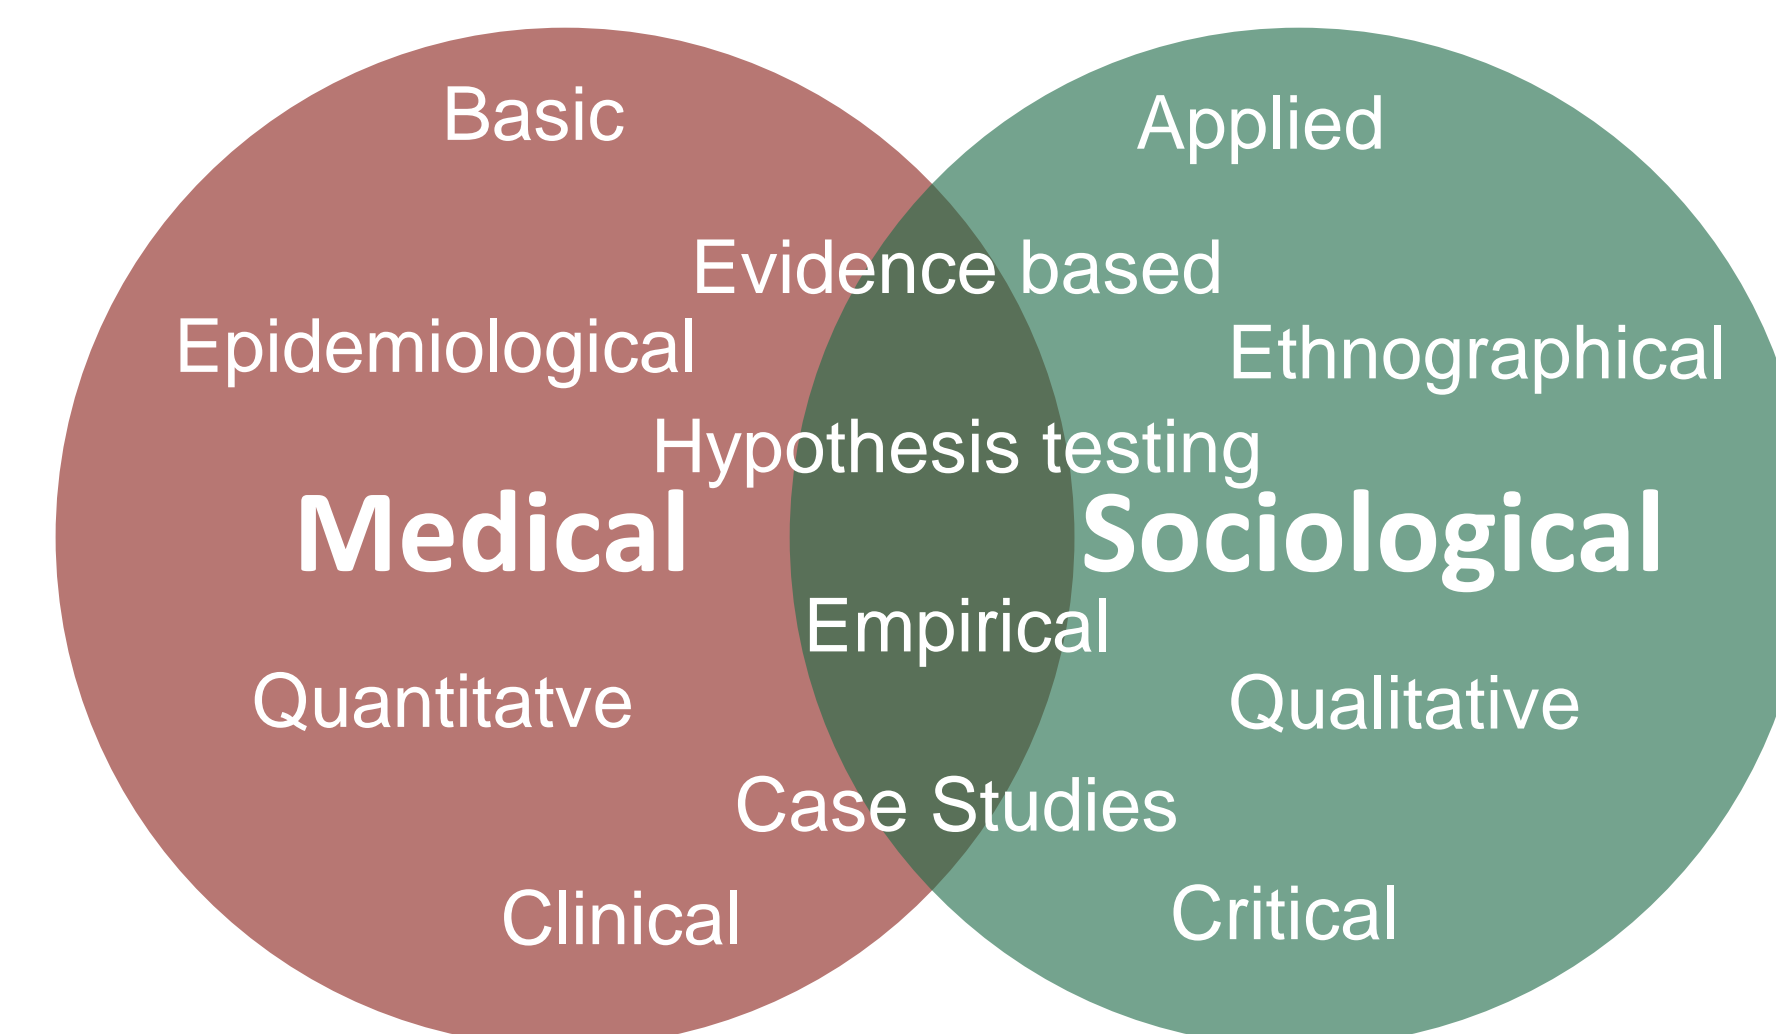 Basic
Applied
Evidence based
Epidemiological
Ethnographical
Hypothesis testing
Medical
Sociological
Empirical
Quantitatve
Qualitative
Case Studies
Clinical
Critical